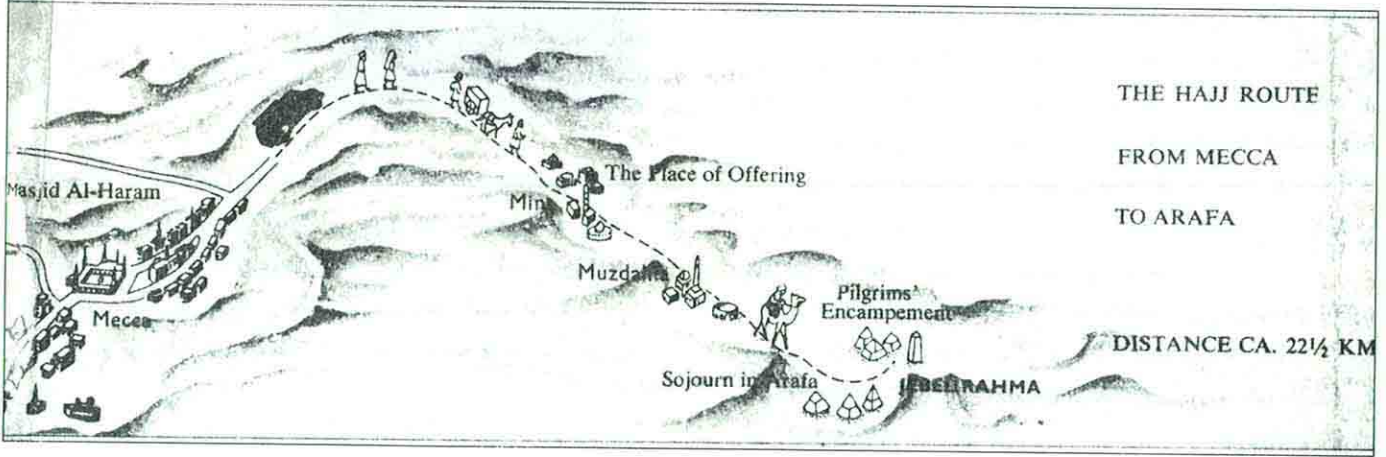 THE HAJJ ROUTE
FROM MECCA
TO ARAFA
Masjid Al-Haram
The Place of Offering
Mina
Muzdalifa
Mecca
Pilgrims'
Encampement
DISTANCE CA. 22½ KM
Sojourn in Arafa
JEBEL RAHMA